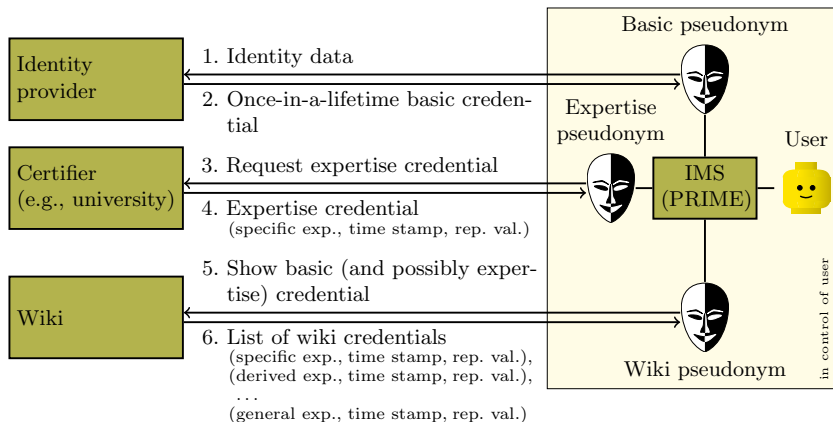 Basic pseudonym
Identity
provider
1. Identity data
2. Once-in-a-lifetime basic creden-
tial
Expertise
pseudonym
User
Certifier
(e.g., university)
3. Request expertise credential
4. Expertise credential
(specific exp., time stamp, rep. val.)
IMS
(PRIME)
Wiki
5. Show basic (and possibly exper-
tise) credential
6. List of wiki credentials
(specific exp., time stamp, rep. val.),
(derived exp., time stamp, rep. val.),
...
(general exp., time stamp, rep. val.)
Wiki pseudonym
in control of user